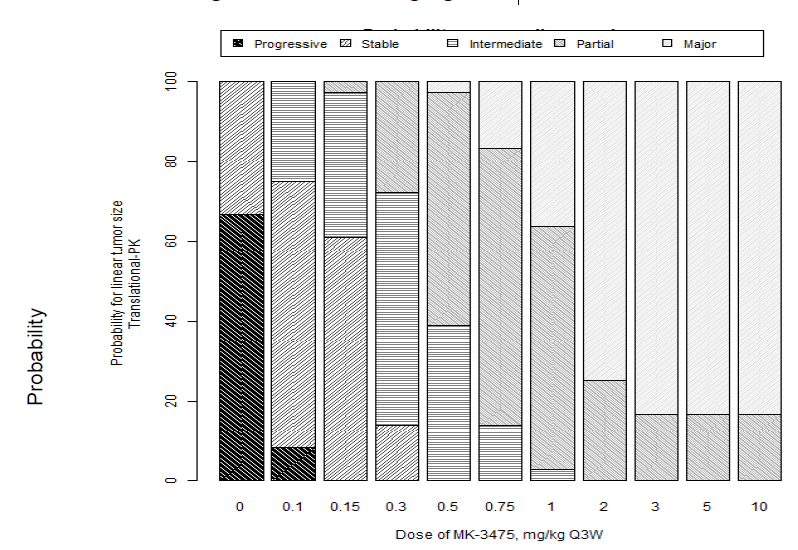 Progressive Stable Intermediate Partial Major
100
80
60
40
20
0
Probability
Probability for linear tumor size
Translational-PK
0 0.1 0.15 0.3 0.5 0.75 1 2 3 5 10
Dose of MK-3475, mg/kg Q3W